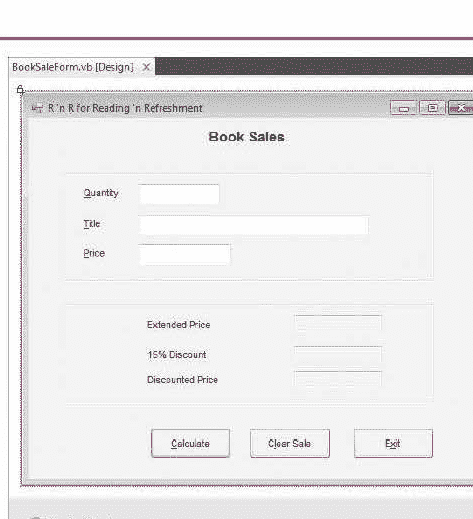 BookSaleForm.vb [Design] X
R 'n R for Reading 'n Refreshment
Book Sales
Quantity
Title
Price
Extended Price
15% Discount
Discounted Price
Calculate Clear Sale Exit